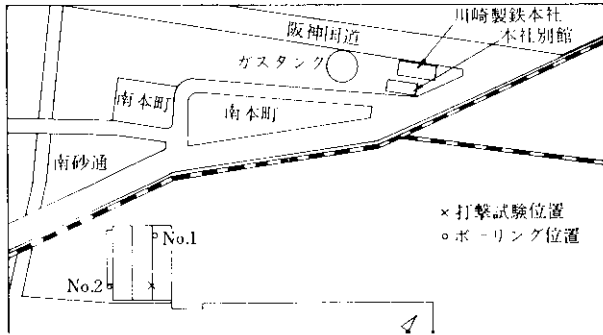 川崎製鉄本社
本社別館
阪神国道
ガスタンク
南本町
南本町
南砂通
× 打撃試験位置
○ ボーリング位置
No.1
No.2